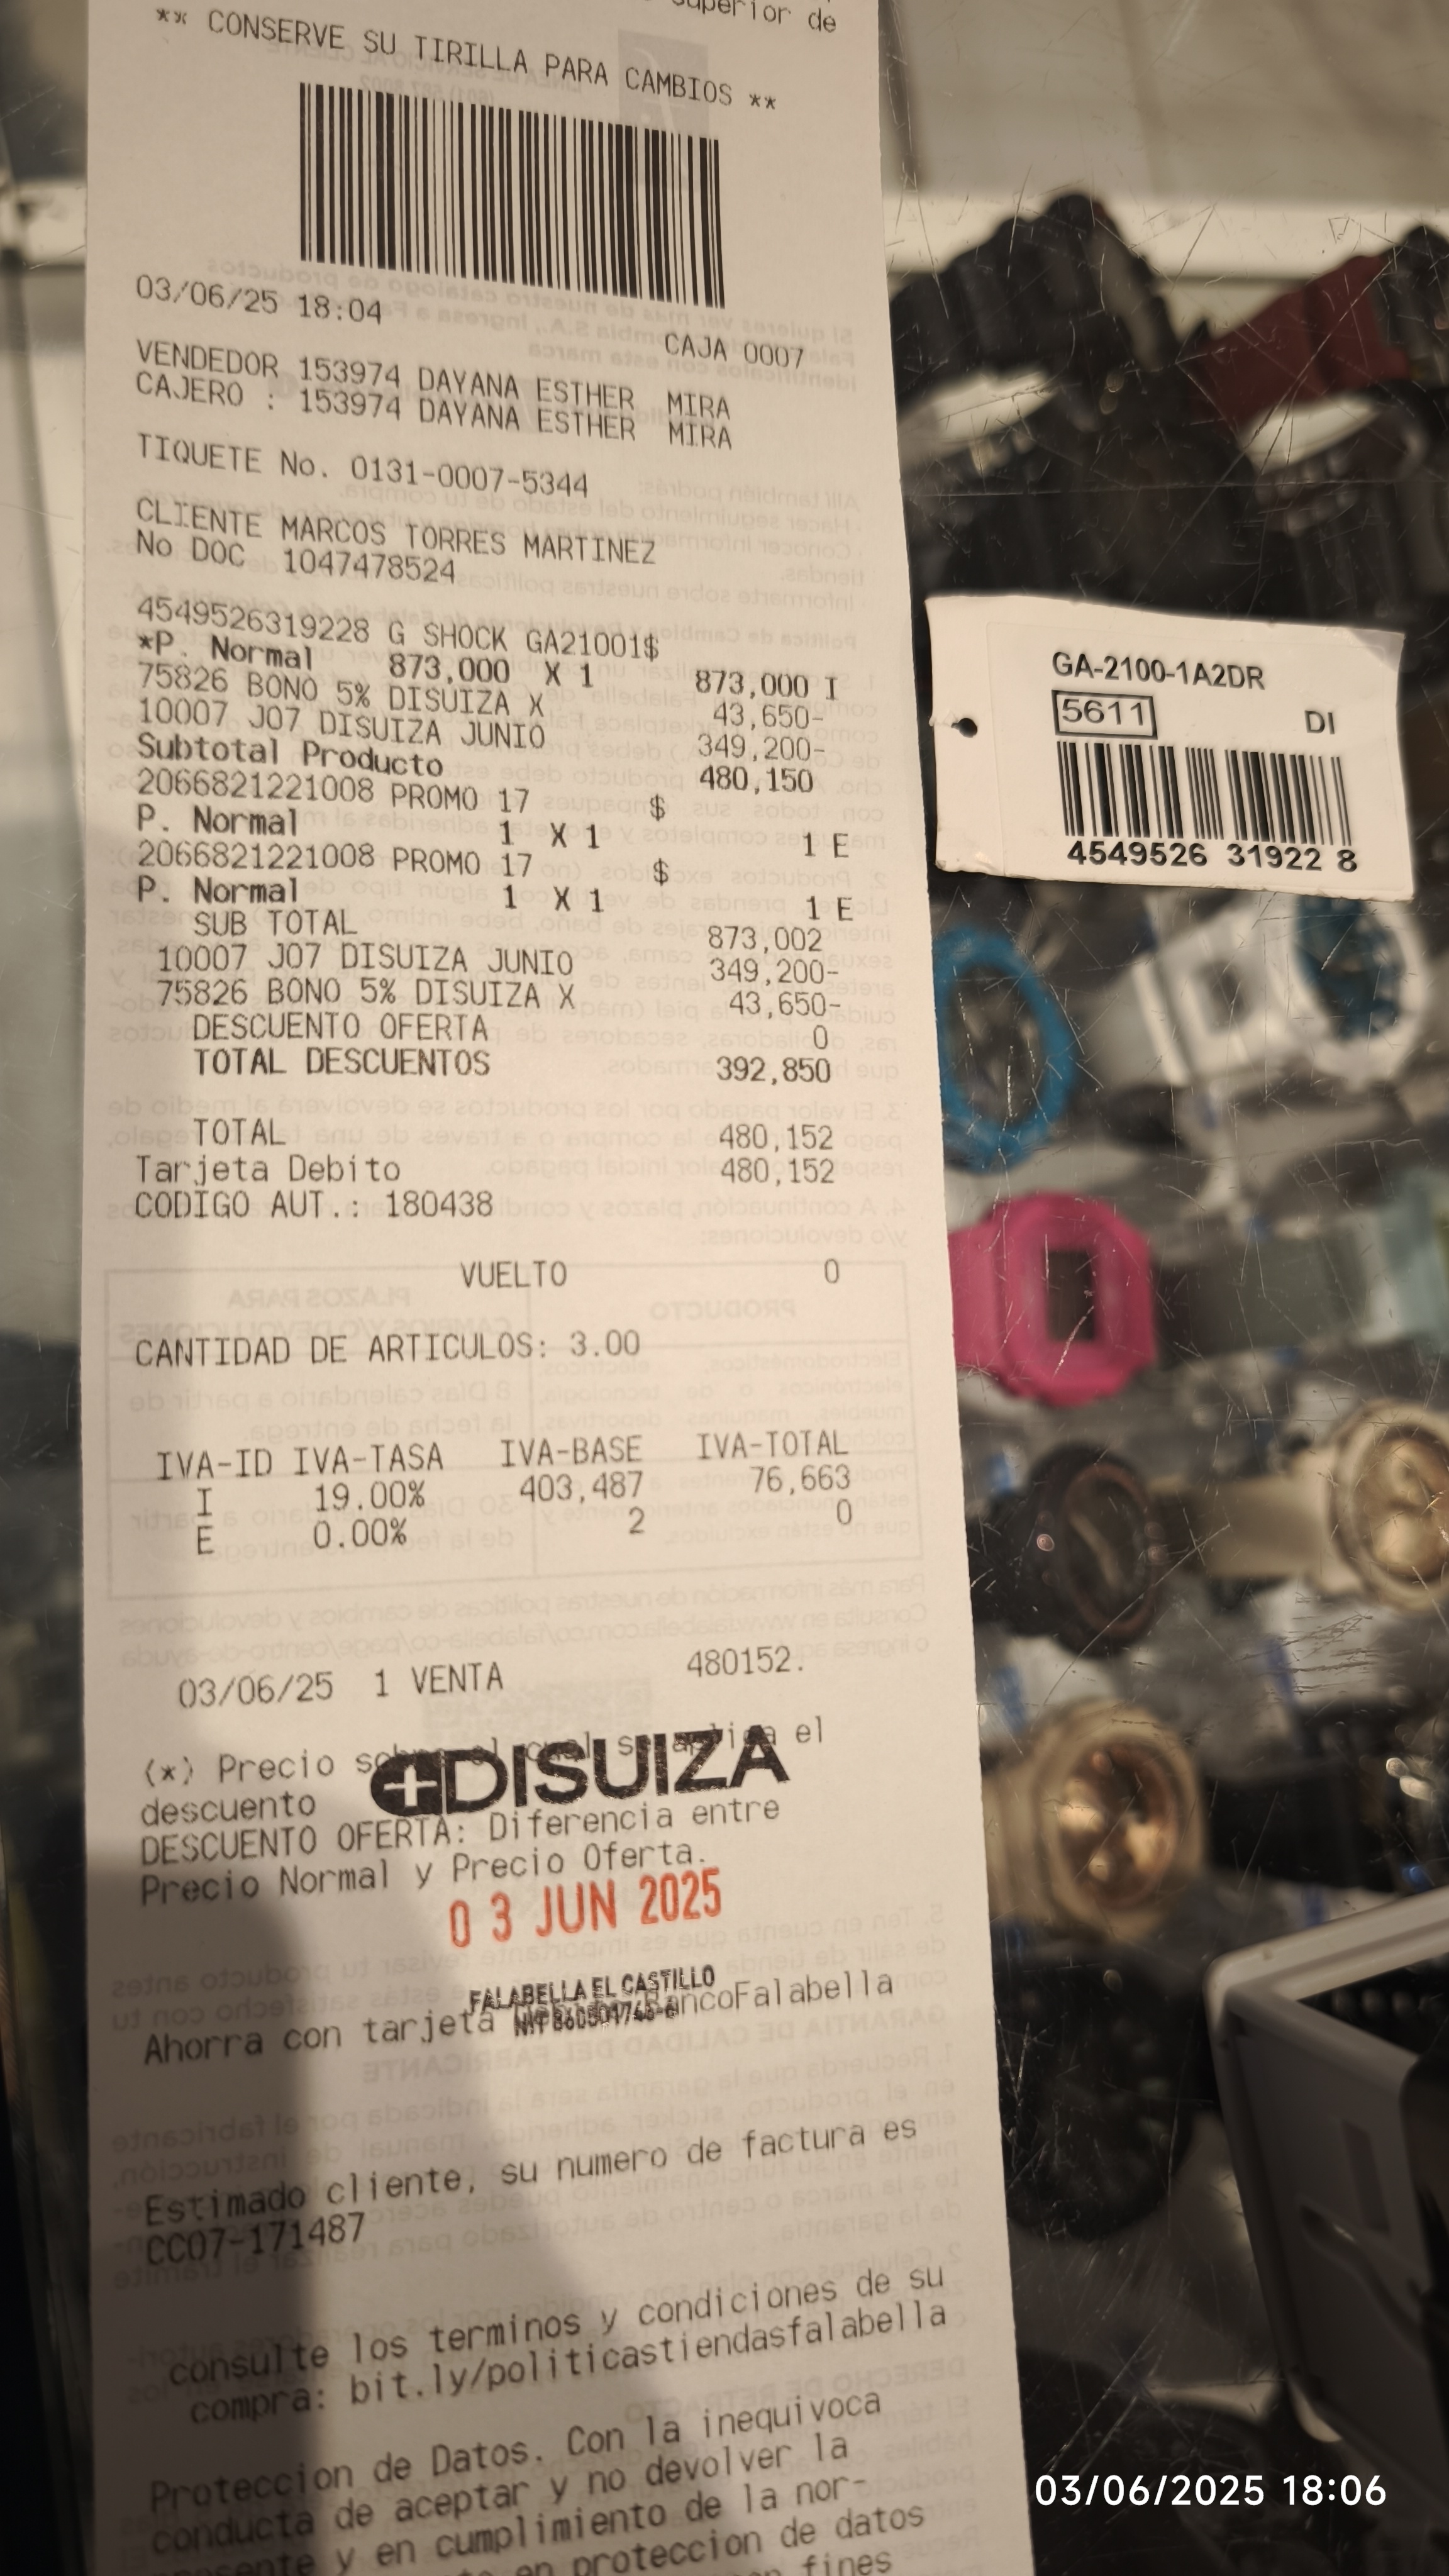 Superior de
** CONSERVE SU TIRILLA PARA CAMBIOS **
03/06/25 18:04
CAJA 0007
VENDEDOR 153974 DAYANA ESTHER MIRA
CAJERO : 153974 DAYANA ESTHER MIRA
TIQUETE No. 0131-0007-5344
CLIENTE MARCOS TORRES MARTINEZ
No DOC 1047478524
4549526319228 G SHOCK GA21001$
*P. Normal 873,000 X 1 873,000 I
75826 BONO 5% DISUIZA X 43,650-
10007 J07 DISUIZA JUNIO 349,200-
Subtotal Producto 480,150
2066821221008 PROMO 17 $
P. Normal 1 X 1 1 E
2066821221008 PROMO 17 $
P. Normal 1 X 1 1 E
SUB TOTAL 873,002
10007 J07 DISUIZA JUNIO 349,200-
75826 BONO 5% DISUIZA X 43,650-
DESCUENTO OFERTA 0
TOTAL DESCUENTOS 392,850
TOTAL 480,152
Tarjeta Debito 480,152
CODIGO AUT.: 180438
VUELTO 0
CANTIDAD DE ARTICULOS: 3.00
IVA-ID IVA-TASA IVA-BASE IVA-TOTAL
I 19.00% 403,487 76,663
E 0.00% 2 0
03/06/25 1 VENTA 480152.
(*) Precio sobre el cual se aplica el
DISUIZA
descuento
DESCUENTO OFERTA: Diferencia entre
Precio Normal y Precio Oferta.
03 JUN 2025
FALABELLA EL CASTILLO
Ahorra con tarjeta BancoFalabella
Estimado cliente, su numero de factura es
CC07-171487
consulte los terminos y condiciones de su
compra: bit.ly/politicastiendasfalabella
Proteccion de Datos. Con la inequivoca
conducta de aceptar y no devolver la
presente y en cumplimiento de la nor-
en proteccion de datos
fines
GA-2100-1A2DR
5611 DI
4549526 31922 8
03/06/2025 18:06